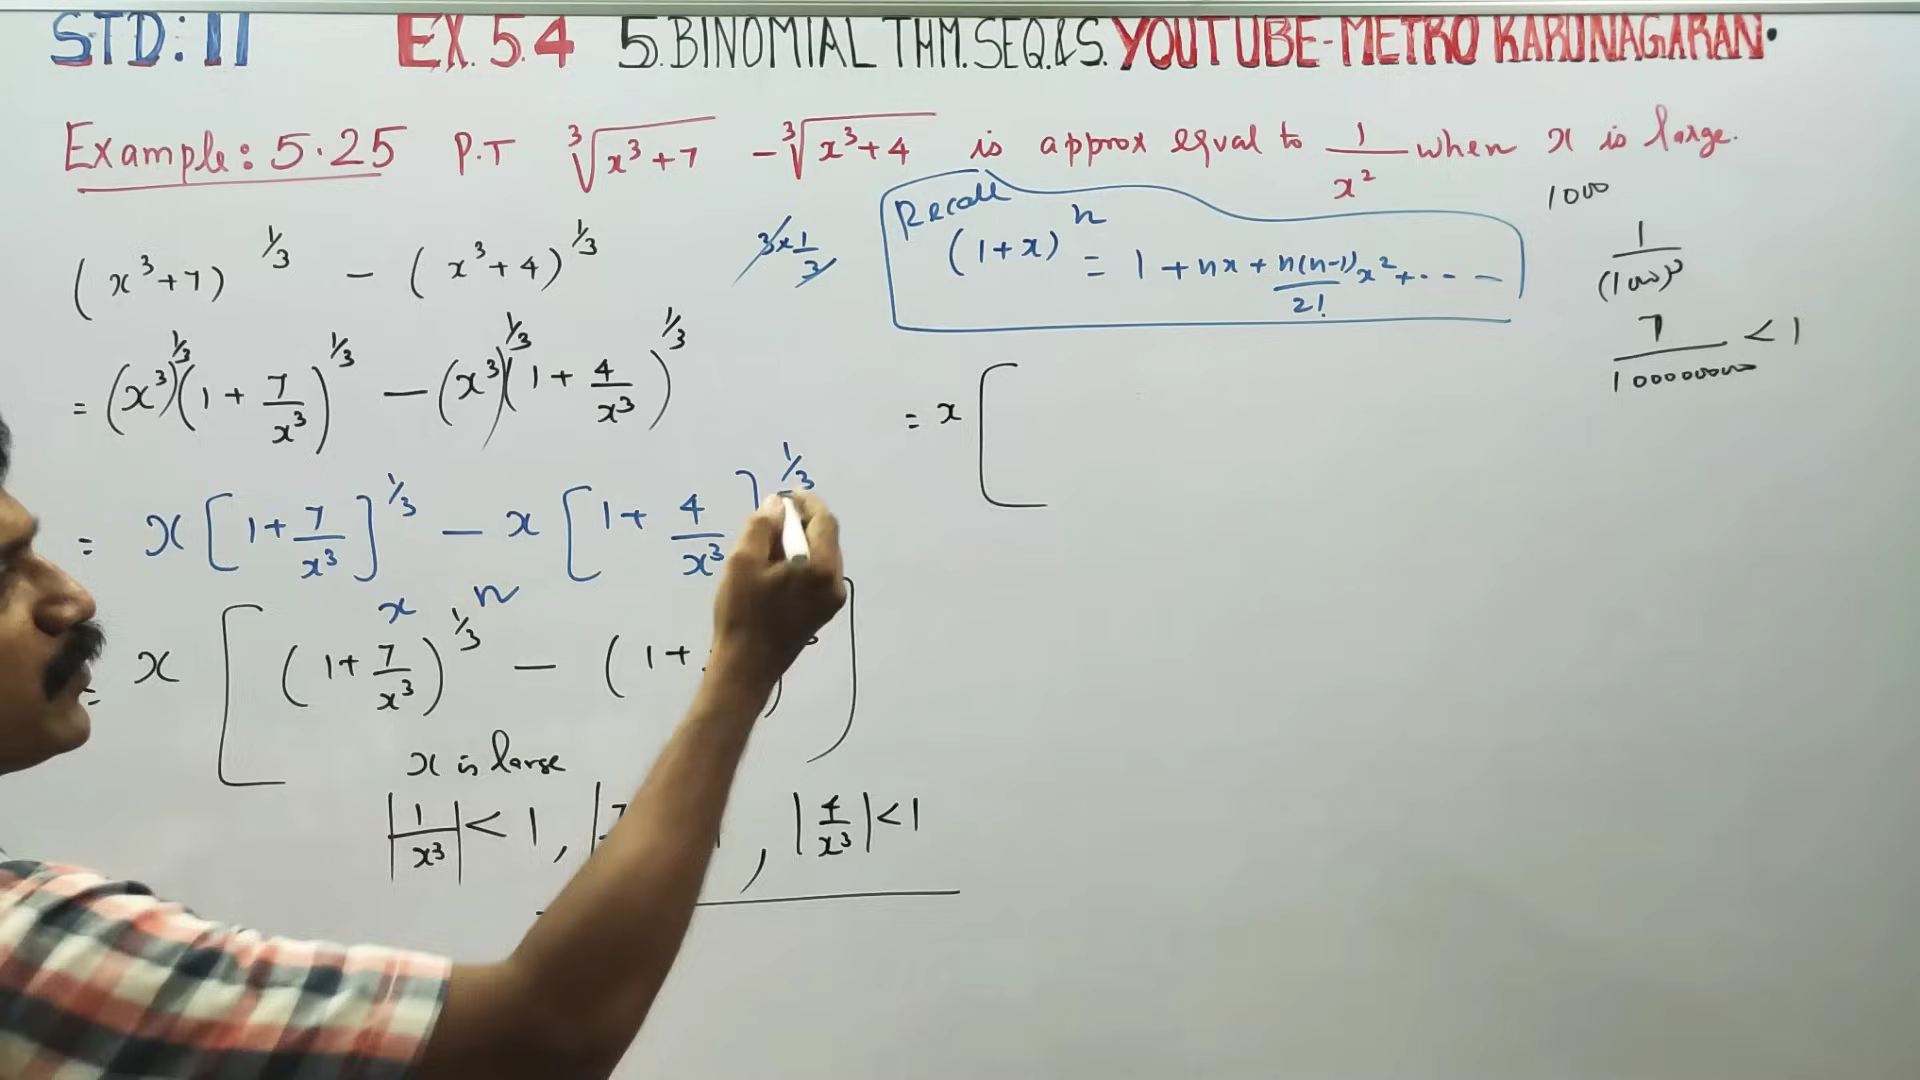 STD: 11 EX. 5.4 5.BINOMIAL THM.SEQ.&S. YOUTUBE-METRO KARUNAGARAN.
Example: 5.25 P.T ∛(x³+7) - ∛(x³+4) is approx equal to 1/x² when x is large.
(x³+7)^1/3 - (x³+4)^1/3
= (x³)^1/3 (1+7/x³)^1/3 - (x³)^1/3 (1+4/x³)^1/3
= x[1+7/x³]^1/3 - x[1+4/x³]^1/3
x n
= x[(1+7/x³)^1/3 - (1+
x is large
|1/x³|<1, , |4/x³|<1
3×1/3
Recall
(1+x)^n = 1+nx+n(n-1)/2! x²+.---
= x[
1000
7/ <1